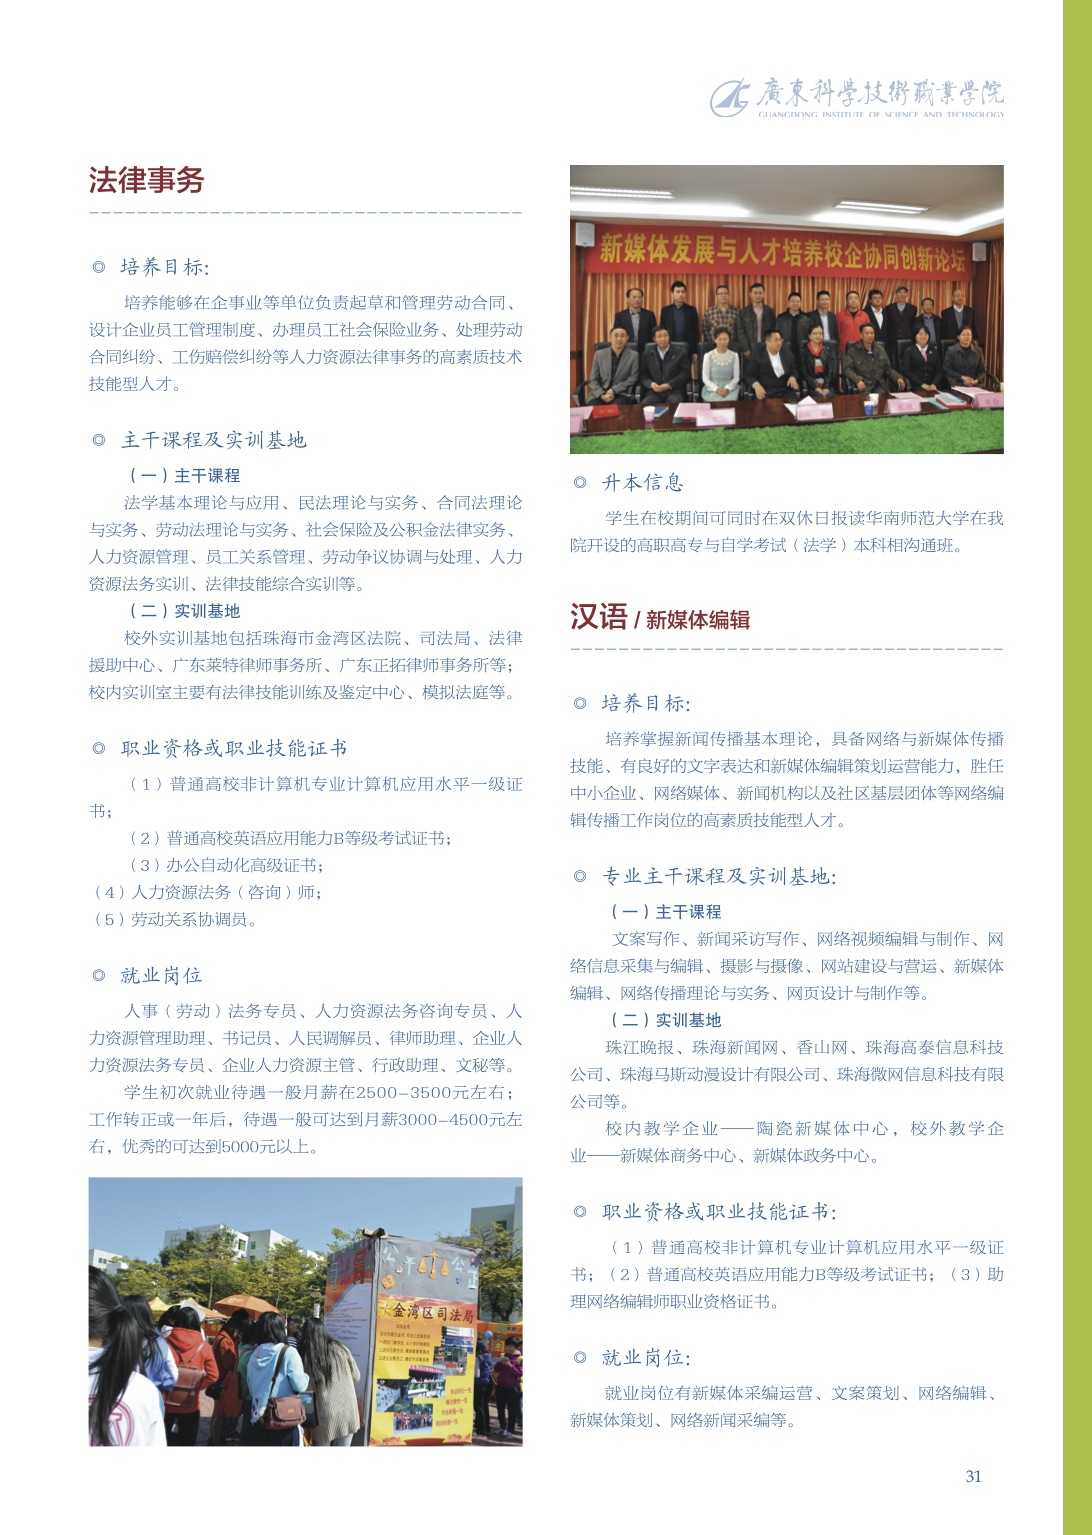 廣東科學技術職業學院
GUANGDONG INSTITUTE OF SCIENCE AND TECHNOLOGY
法律事务
◎ 培养目标:
培养能够在企事业等单位负责起草和管理劳动合同、
设计企业员工管理制度、办理员工社会保险业务、处理劳动
合同纠纷、工伤赔偿纠纷等人力资源法律事务的高素质技术
技能型人才。
◎ 主干课程及实训基地
（一）主干课程
法学基本理论与应用、民法理论与实务、合同法理论
与实务、劳动法理论与实务、社会保险及公积金法律实务、
人力资源管理、员工关系管理、劳动争议协调与处理、人力
资源法务实训、法律技能综合实训等。
（二）实训基地
校外实训基地包括珠海市金湾区法院、司法局、法律
援助中心、广东莱特律师事务所、广东正拓律师事务所等；
校内实训室主要有法律技能训练及鉴定中心、模拟法庭等。
◎ 职业资格或职业技能证书
（1）普通高校非计算机专业计算机应用水平一级证
书；
（2）普通高校英语应用能力B等级考试证书；
（3）办公自动化高级证书；
（4）人力资源法务（咨询）师；
（5）劳动关系协调员。
◎ 就业岗位
人事（劳动）法务专员、人力资源法务咨询专员、人
力资源管理助理、书记员、人民调解员、律师助理、企业人
力资源法务专员、企业人力资源主管、行政助理、文秘等。
学生初次就业待遇一般月薪在2500–3500元左右；
工作转正或一年后，待遇一般可达到月薪3000–4500元左
右，优秀的可达到5000元以上。
公平 公正
金湾区司法局
新媒体发展与人才培养校企协同创新论坛
◎ 升本信息
学生在校期间可同时在双休日报读华南师范大学在我
院开设的高职高专与自学考试（法学）本科相沟通班。
汉语 / 新媒体编辑
◎ 培养目标:
培养掌握新闻传播基本理论，具备网络与新媒体传播
技能、有良好的文字表达和新媒体编辑策划运营能力，胜任
中小企业、网络媒体、新闻机构以及社区基层团体等网络编
辑传播工作岗位的高素质技能型人才。
◎ 专业主干课程及实训基地:
（一）主干课程
文案写作、新闻采访写作、网络视频编辑与制作、网
络信息采集与编辑、摄影与摄像、网站建设与营运、新媒体
编辑、网络传播理论与实务、网页设计与制作等。
（二）实训基地
珠江晚报、珠海新闻网、香山网、珠海高泰信息科技
公司、珠海马斯动漫设计有限公司、珠海微网信息科技有限
公司等。
校内教学企业——陶瓷新媒体中心，校外教学企
业——新媒体商务中心、新媒体政务中心。
◎ 职业资格或职业技能证书:
（1）普通高校非计算机专业计算机应用水平一级证
书；（2）普通高校英语应用能力B等级考试证书；（3）助
理网络编辑师职业资格证书。
◎ 就业岗位:
就业岗位有新媒体采编运营、文案策划、网络编辑、
新媒体策划、网络新闻采编等。
31